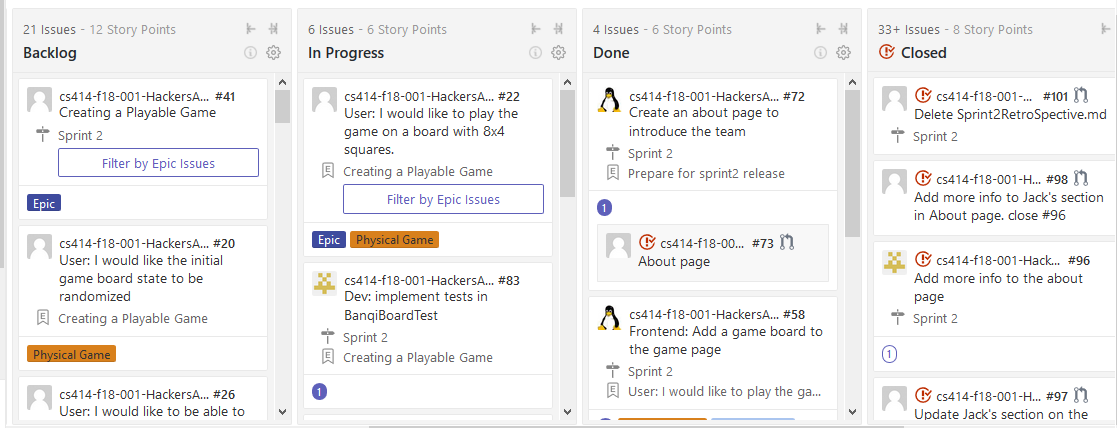 21 Issues - 12 Story Points
Backlog
cs414-f18-001-HackersA... #41
Creating a Playable Game
Sprint 2
Filter by Epic Issues
Epic
cs414-f18-001-HackersA... #20
User: I would like the initial
game board state to be
randomized
Creating a Playable Game
Physical Game
cs414-f18-001-HackersA... #26
User: I would like to be able to
6 Issues - 6 Story Points
In Progress
cs414-f18-001-HackersA... #22
User: I would like to play the
game on a board with 8x4
squares.
Creating a Playable Game
Filter by Epic Issues
Epic Physical Game
cs414-f18-001-HackersA... #83
Dev: implement tests in
BanqiBoardTest
Sprint 2
Creating a Playable Game
1
4 Issues - 6 Story Points
Done
cs414-f18-001-HackersA... #72
Create an about page to
introduce the team
Sprint 2
Prepare for sprint2 release
1
cs414-f18-00... #73
About page
cs414-f18-001-HackersA... #58
Frontend: Add a game board to
the game page
Sprint 2
User: I would like to play the ga...
33+ Issues - 8 Story Points
Closed
cs414-f18-001-... #101
Delete Sprint2RetroSpective.md
Sprint 2
cs414-f18-001-H... #98
Add more info to Jack's section
in About page. close #96
cs414-f18-001-Hack... #96
Add more info to the about
page
Sprint 2
1
cs414-f18-001-H... #97
Update Jack's section on the